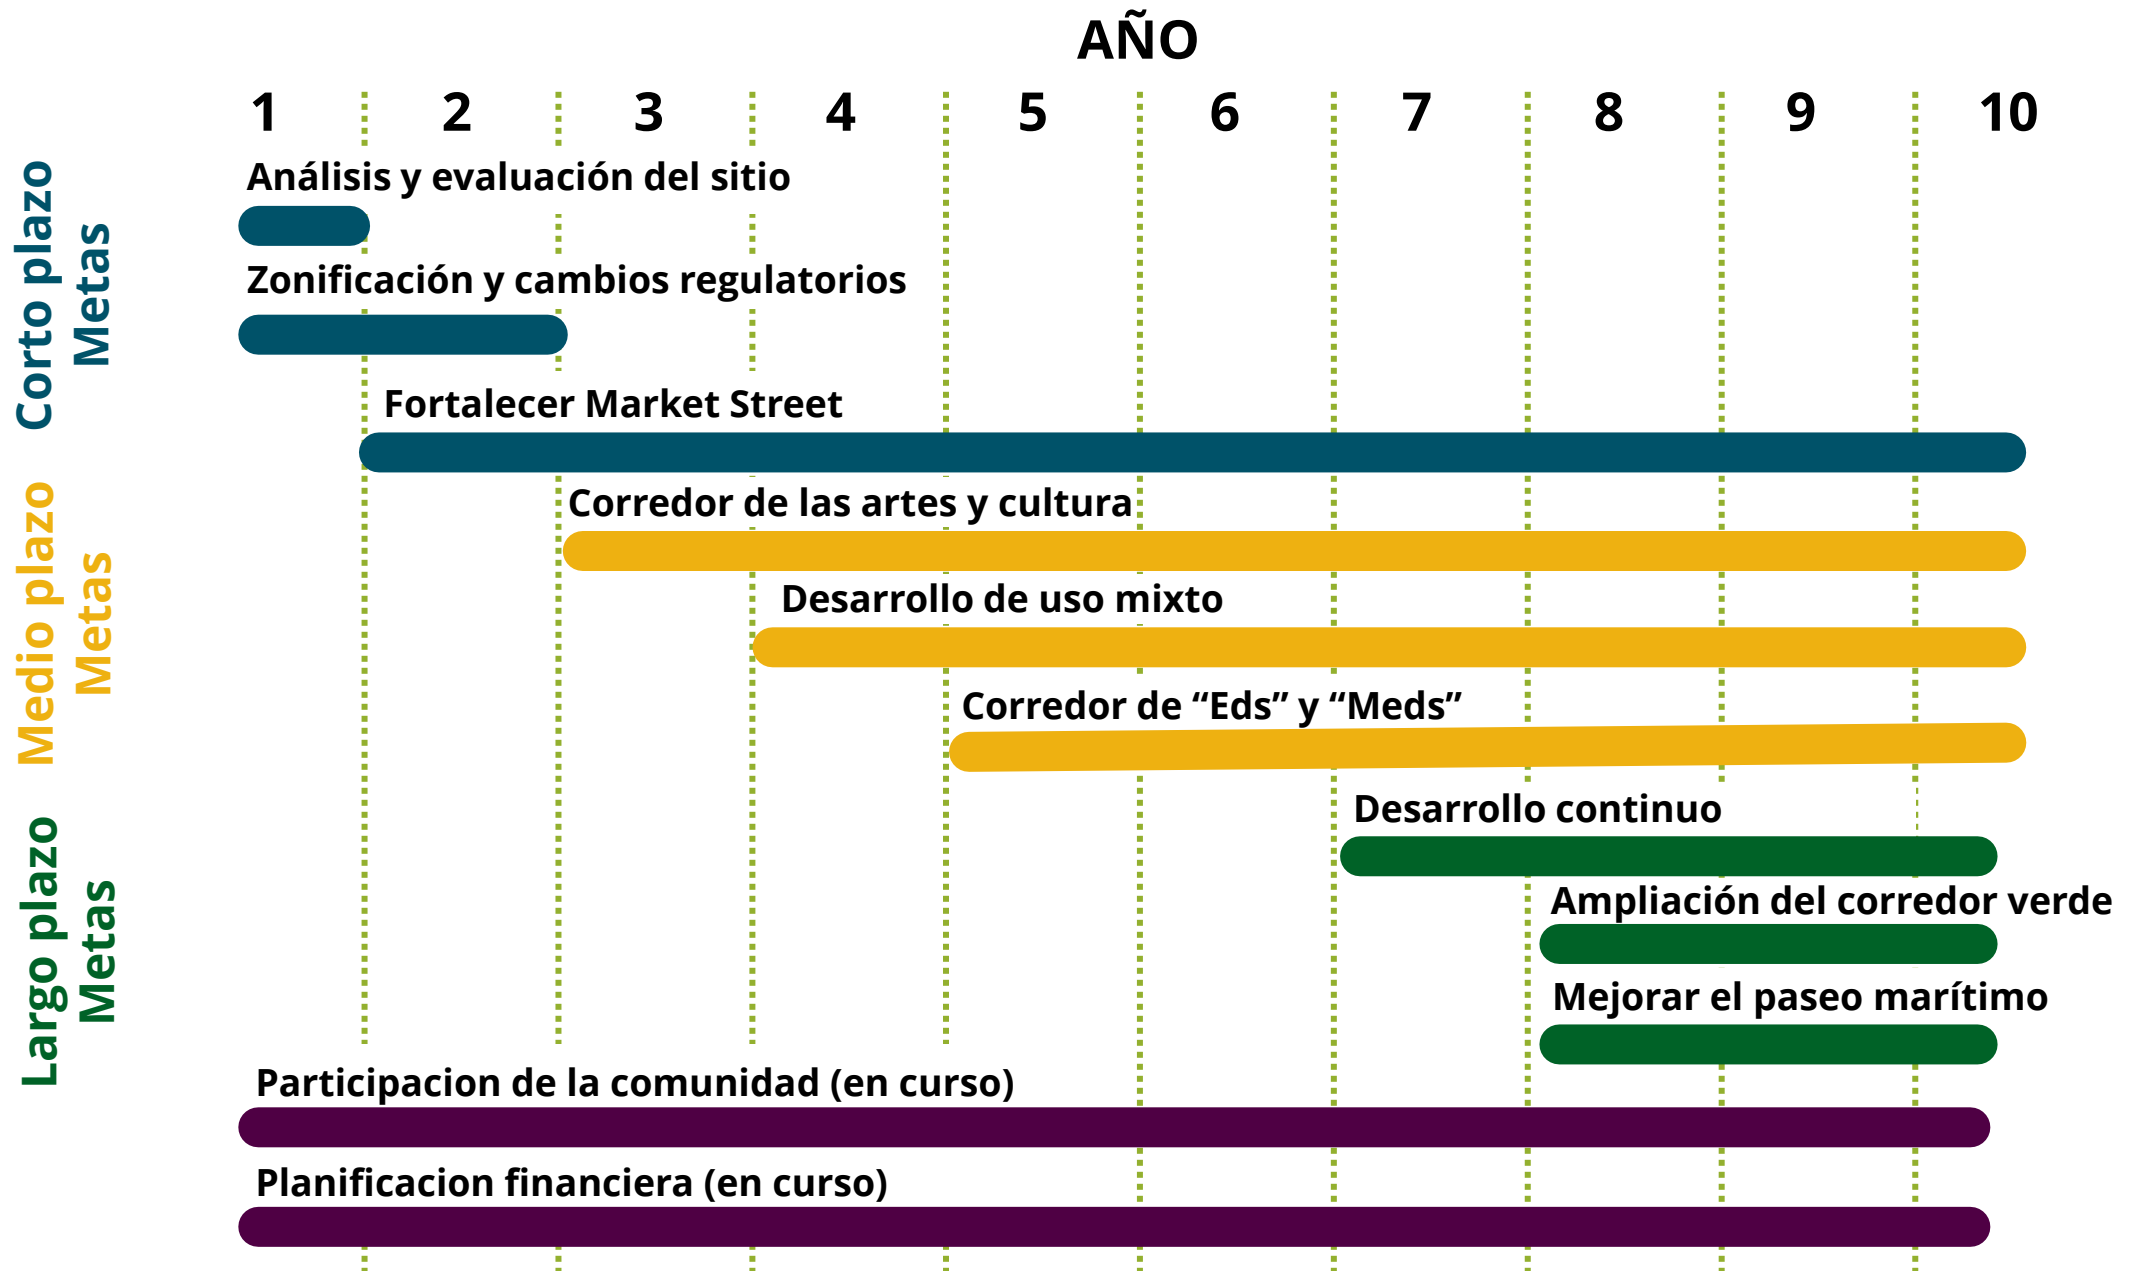 AÑO
1 2 3 4 5 6 7 8 9 10
Corto plazo
Metas
Análisis y evaluación del sitio
Zonificación y cambios regulatorios
Fortalecer Market Street
Medio plazo
Metas
Corredor de las artes y cultura
Desarrollo de uso mixto
Corredor de “Eds” y “Meds”
Largo plazo
Metas
Desarrollo continuo
Ampliación del corredor verde
Mejorar el paseo marítimo
Participacion de la comunidad (en curso)
Planificacion financiera (en curso)